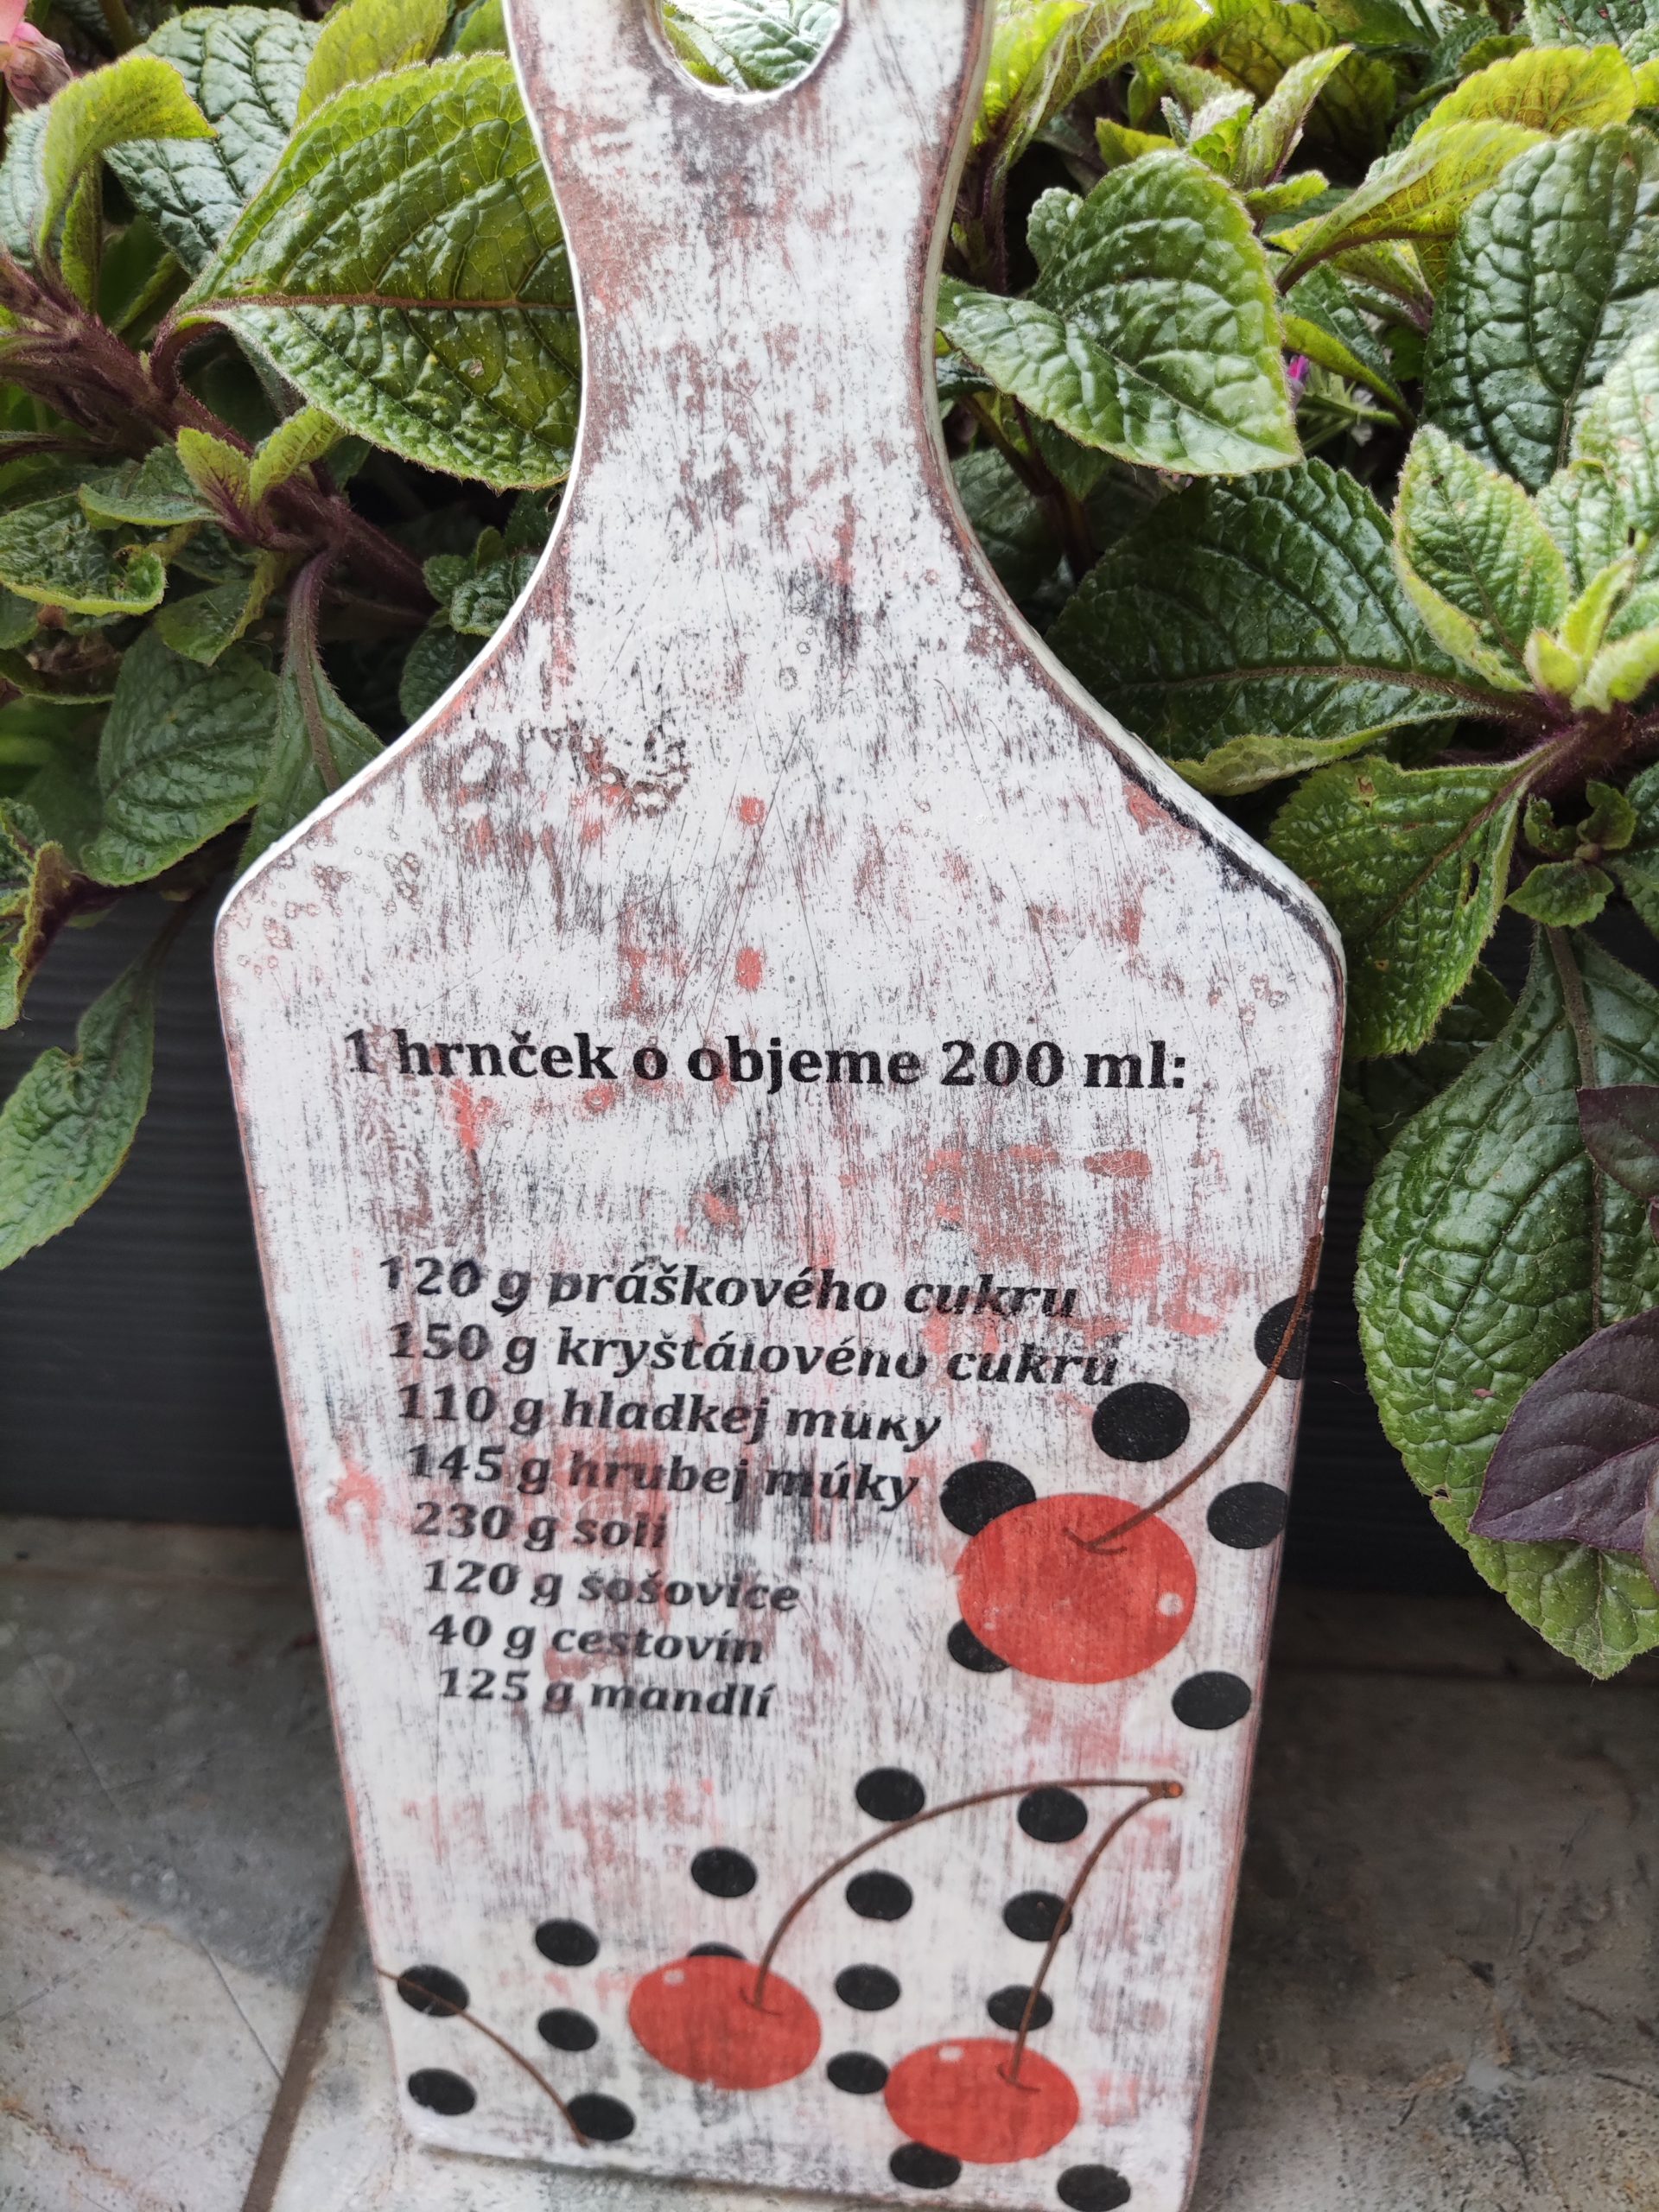 1 hrnček o objeme 200 ml:
120 g práškového cukru
150 g kryštálového cukru
110 g hladkej múky
145 g hrubej múky
230 g soli
120 g šošovice
40 g cestovín
125 g mandlí